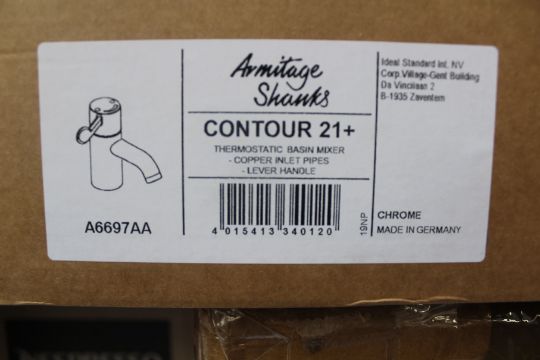 Armitage
Shanks
CONTOUR 21+
THERMOSTATIC BASIN MIXER
- COPPER INLET PIPES
- LEVER HANDLE
4 015413 340120
A6697AA
Ideal Standard Int. NV
Corp.Village-Gent Building
Da Vincilaan 2
B-1935 Zaventem
19NP
CHROME
MADE IN GERMANY